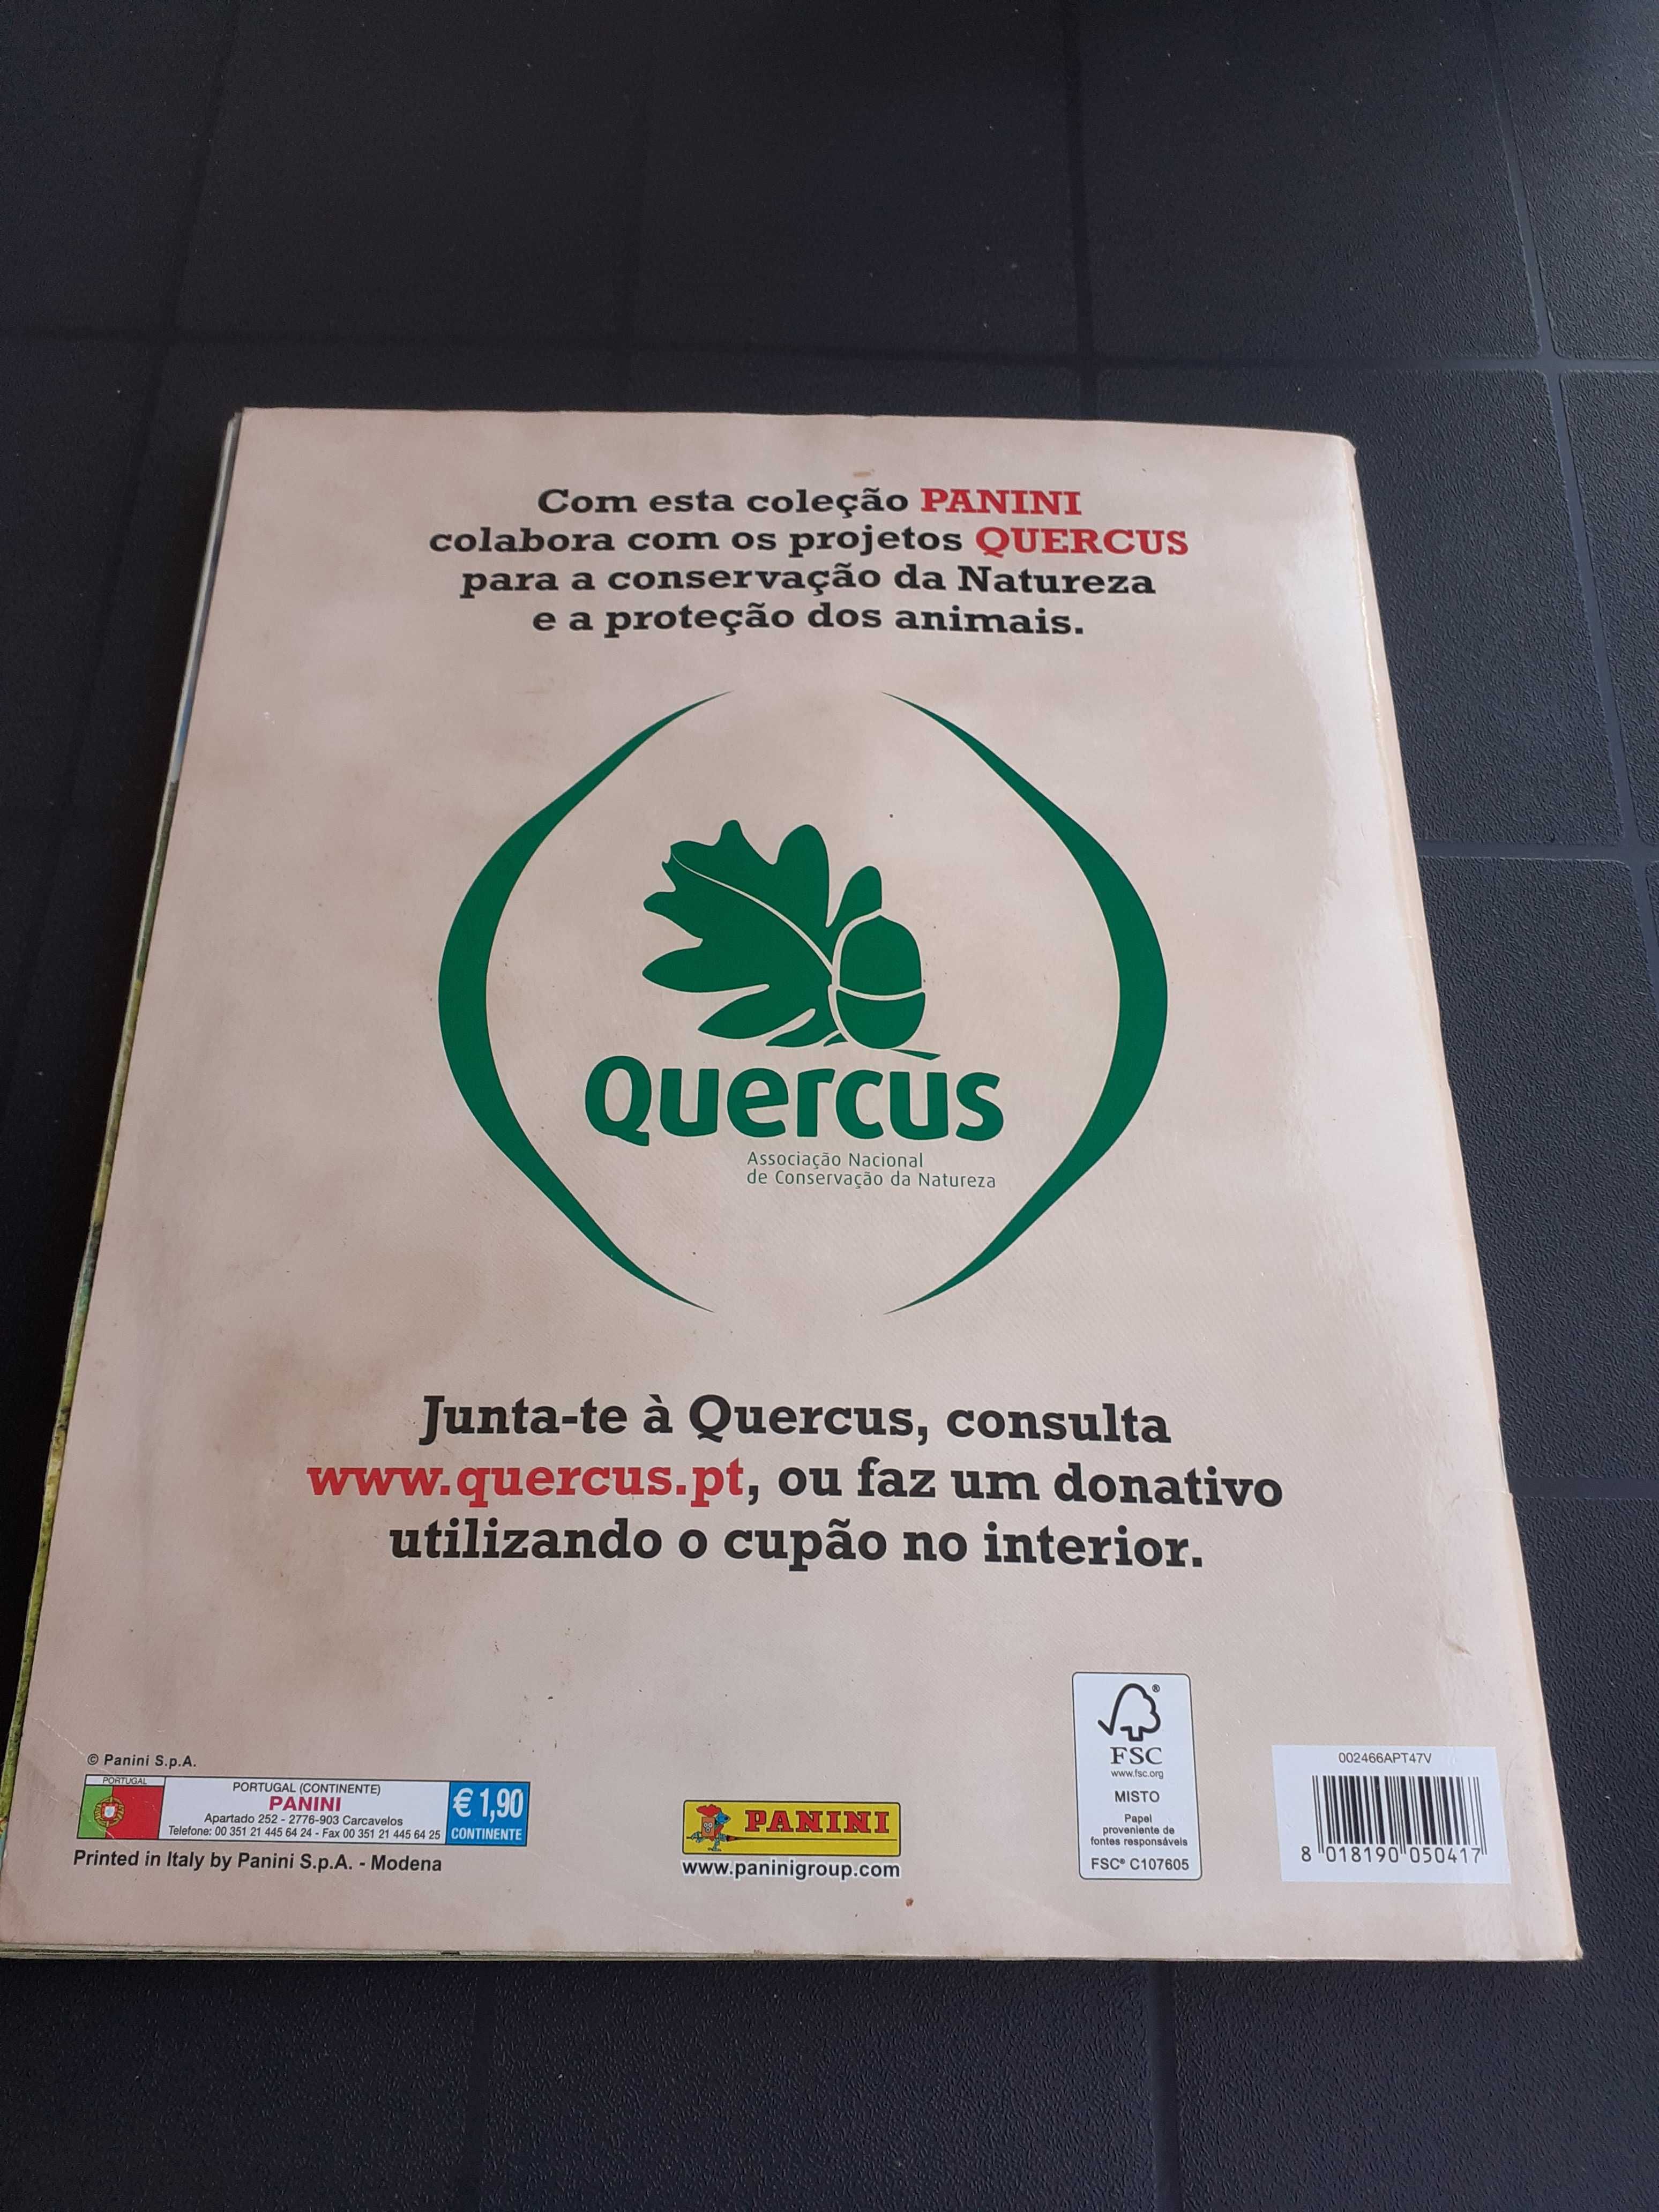 Com esta coleção PANINI
colabora com os projetos QUERCUS
para a conservação da Natureza
e a proteção dos animais.
Quercus
Associação Nacional
de Conservação da Natureza
Junta-te à Quercus, consulta
www.quercus.pt, ou faz um donativo
utilizando o cupão no interior.
© Panini S.p.A.
PORTUGAL
PORTUGAL (CONTINENTE)
PANINI
Apartado 252 - 2776-903 Carcavelos
Telefone: 00 351 21 445 64 24 - Fax 00 351 21 445 64 25
€ 1,90
CONTINENTE
Printed in Italy by Panini S.p.A. - Modena
PANINI
www.paninigroup.com
®
FSC
www.fsc.org
MISTO
Papel
proveniente de
fontes responsáveis
FSC® C107605
002466APT47V
8 018190 050417